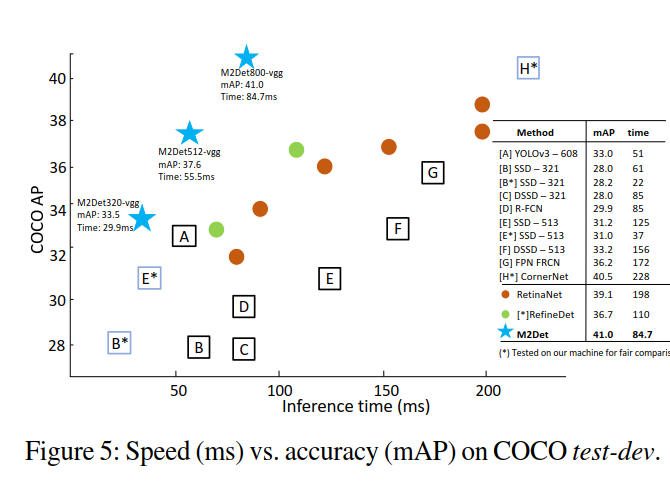 40
38
36
34
32
30
28
COCO AP
50
100
150
200
Inference time (ms)
M2Det800-vgg
mAP: 41.0
Time: 84.7ms
M2Det512-vgg
mAP: 37.6
Time: 55.5ms
M2Det320-vgg
mAP: 33.5
Time: 29.9ms
H*
G
A
F
E*
E
D
B*
B
C
Method mAP time
[A] YOLOv3 – 608 33.0 51
[B] SSD – 321 28.0 61
[B*] SSD – 321 28.2 22
[C] DSSD – 321 28.0 85
[D] R-FCN 29.9 85
[E] SSD – 513 31.2 125
[E*] SSD – 513 31.0 37
[F] DSSD – 513 33.2 156
[G] FPN FRCN 36.2 172
[H*] CornerNet 40.5 228
RetinaNet 39.1 198
[*]RefineDet 36.7 110
M2Det 41.0 84.7
(*) Tested on our machine for fair comparis
Figure 5: Speed (ms) vs. accuracy (mAP) on COCO test-dev.